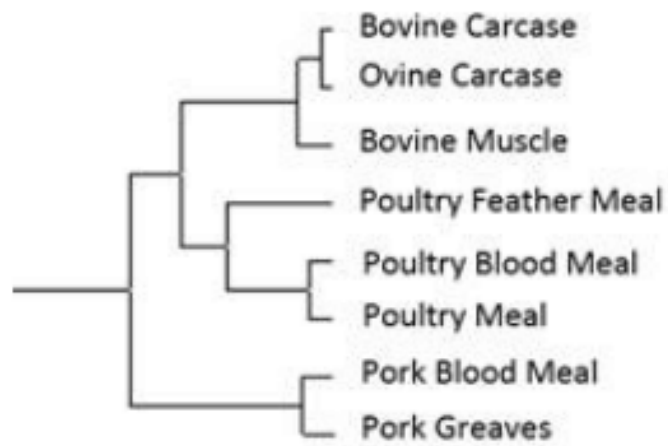 Bovine Carcase
Ovine Carcase
Bovine Muscle
Poultry Feather Meal
Poultry Blood Meal
Poultry Meal
Pork Blood Meal
Pork Greaves